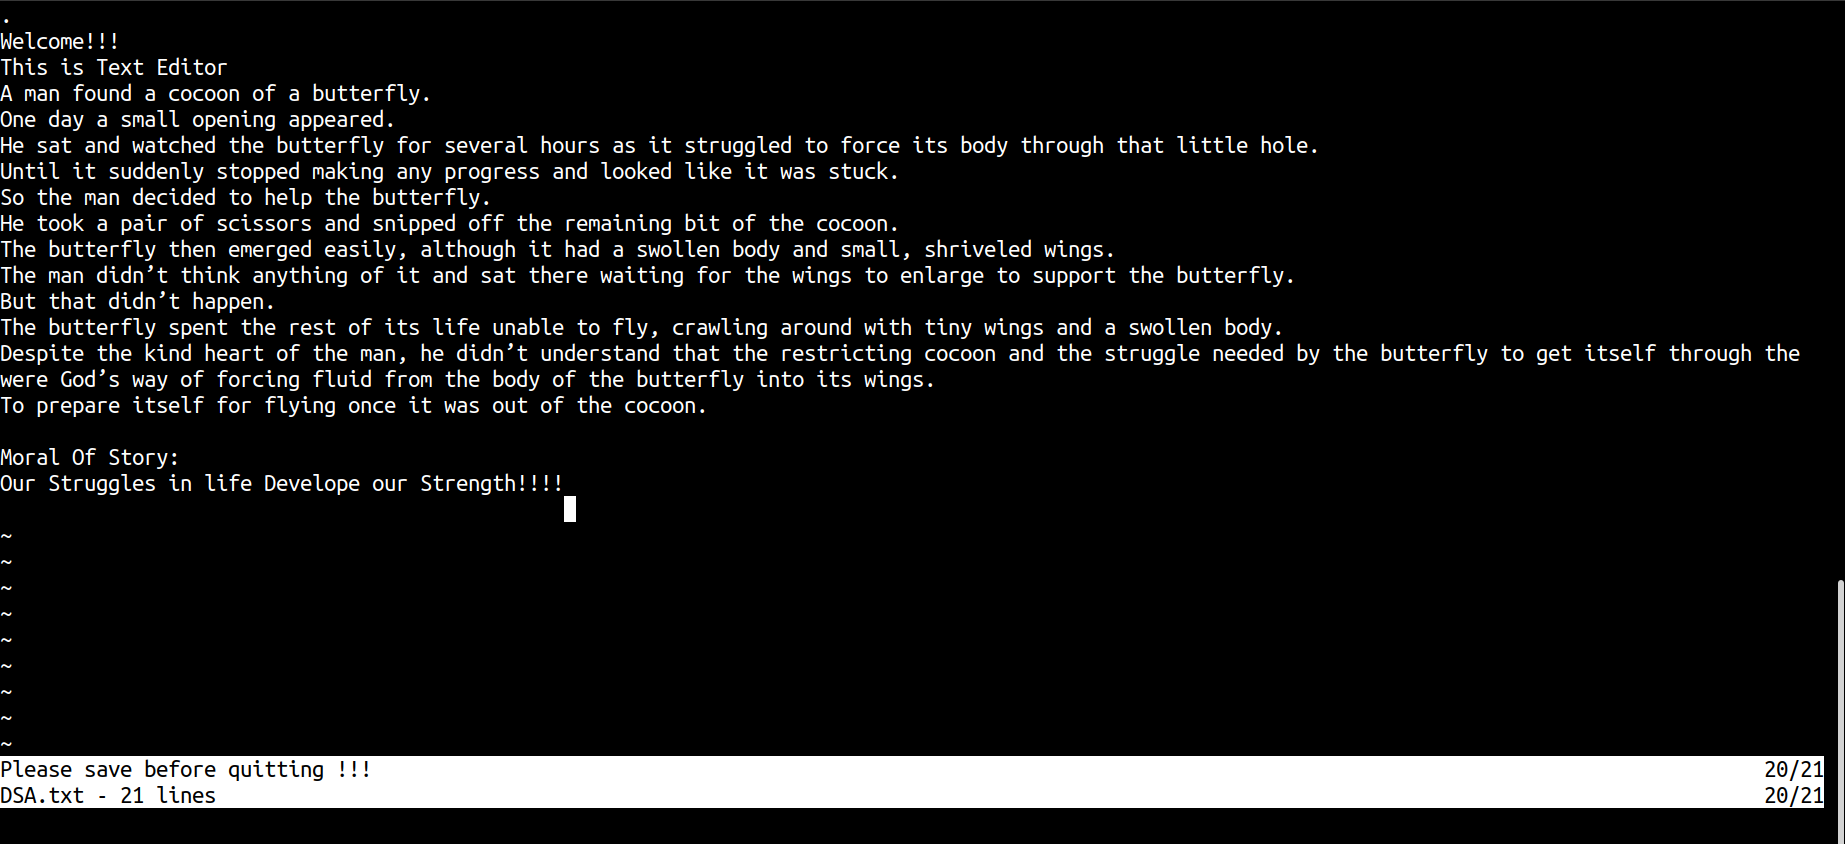 .
Welcome!!!
This is Text Editor
A man found a cocoon of a butterfly.
One day a small opening appeared.
He sat and watched the butterfly for several hours as it struggled to force its body through that little hole.
Until it suddenly stopped making any progress and looked like it was stuck.
So the man decided to help the butterfly.
He took a pair of scissors and snipped off the remaining bit of the cocoon.
The butterfly then emerged easily, although it had a swollen body and small, shriveled wings.
The man didn’t think anything of it and sat there waiting for the wings to enlarge to support the butterfly.
But that didn’t happen.
The butterfly spent the rest of its life unable to fly, crawling around with tiny wings and a swollen body.
Despite the kind heart of the man, he didn’t understand that the restricting cocoon and the struggle needed by the butterfly to get itself through the
were God’s way of forcing fluid from the body of the butterfly into its wings.
To prepare itself for flying once it was out of the cocoon.
Moral Of Story:
Our Struggles in life Develope our Strength!!!!
~
~
~
~
~
~
~
~
~
Please save before quitting !!! 20/21
DSA.txt - 21 lines 20/21